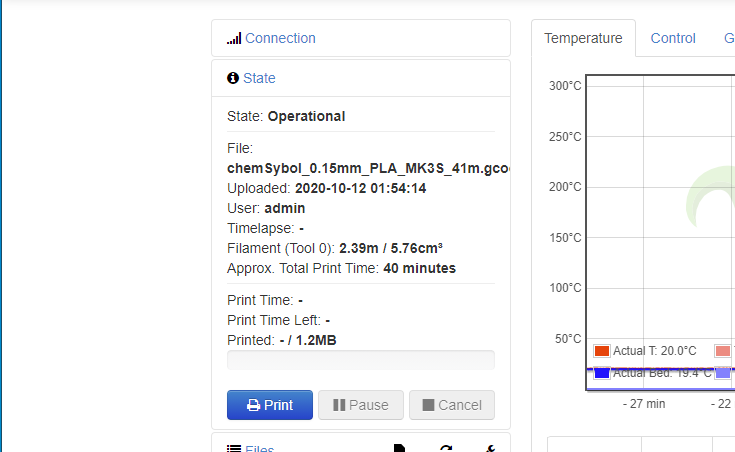 Connection
State
State: Operational
File:
chemSybol_0.15mm_PLA_MK3S_41m.gco
Uploaded: 2020-10-12 01:54:14
User: admin
Timelapse: -
Filament (Tool 0): 2.39m / 5.76cm³
Approx. Total Print Time: 40 minutes
Print Time: -
Print Time Left: -
Printed: - / 1.2MB
Print Pause Cancel
Files
Temperature Control G
300°C
250°C
200°C
150°C
100°C
50°C
Actual T: 20.0°C
Actual Bed: 19.4°C
- 27 min - 22